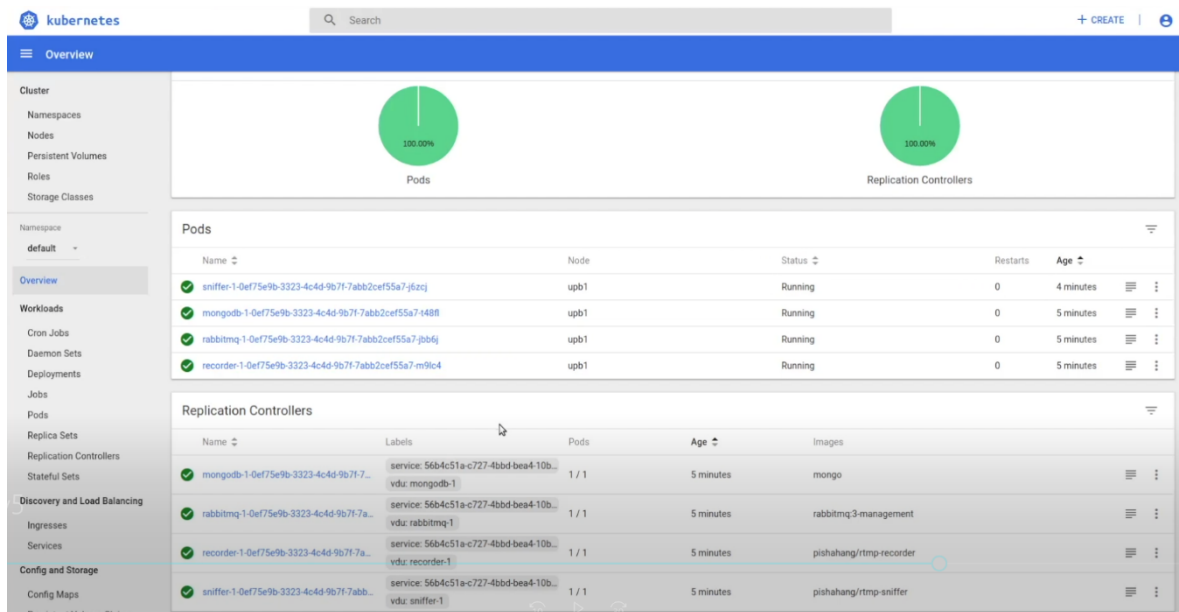 kubernetes
Search
+ CREATE
Overview
Cluster
Namespaces
Nodes
Persistent Volumes
Roles
Storage Classes
Namespace
default
Overview
Workloads
Cron Jobs
Daemon Sets
Deployments
Jobs
Pods
Replica Sets
Replication Controllers
Stateful Sets
Discovery and Load Balancing
Ingresses
Services
Config and Storage
Config Maps
100.00%
Pods
100.00%
Replication Controllers
Pods
Name Node Status Restarts Age
sniffer-1-0ef75e9b-3323-4c4d-9b7f-7abb2cef55a7-j6zcj upb1 Running 0 4 minutes
mongodb-1-0ef75e9b-3323-4c4d-9b7f-7abb2cef55a7-t48fl upb1 Running 0 5 minutes
rabbitmq-1-0ef75e9b-3323-4c4d-9b7f-7abb2cef55a7-jbb6j upb1 Running 0 5 minutes
recorder-1-0ef75e9b-3323-4c4d-9b7f-7abb2cef55a7-m9lc4 upb1 Running 0 5 minutes
Replication Controllers
Name Labels Pods Age Images
mongodb-1-0ef75e9b-3323-4c4d-9b7f-7... service: 56b4c51a-c727-4bbd-bea4-10b... 1 / 1 5 minutes mongo
vdu: mongodb-1
rabbitmq-1-0ef75e9b-3323-4c4d-9b7f-7a... service: 56b4c51a-c727-4bbd-bea4-10b... 1 / 1 5 minutes rabbitmq:3-management
vdu: rabbitmq-1
recorder-1-0ef75e9b-3323-4c4d-9b7f-7a... service: 56b4c51a-c727-4bbd-bea4-10b... 1 / 1 5 minutes pishahang/rtmp-recorder
vdu: recorder-1
sniffer-1-0ef75e9b-3323-4c4d-9b7f-7abb... service: 56b4c51a-c727-4bbd-bea4-10b... 1 / 1 5 minutes pishahang/rtmp-sniffer
vdu: sniffer-1